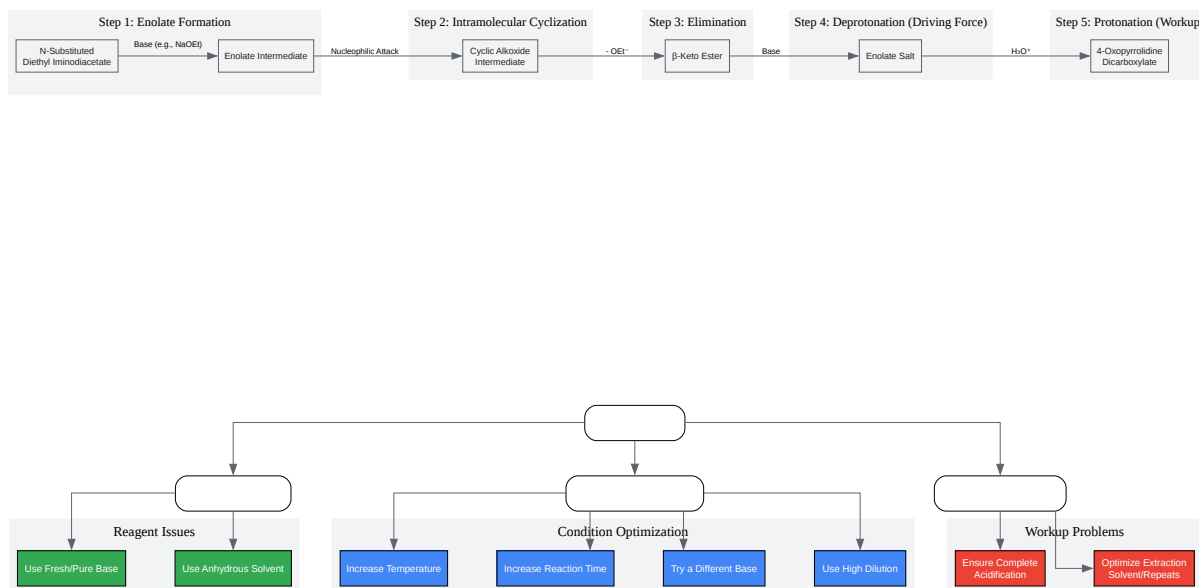 Step 1: Enolate Formation
Step 2: Intramolecular Cyclization
Step 3: Elimination
Step 4: Deprotonation (Driving Force)
Step 5: Protonation (Workup
N-Substituted
Diethyl Iminodiacetate
Base (e.g., NaOEt)
Enolate Intermediate
Nucleophilic Attack
Cyclic Alkoxide
Intermediate
- OEt⁻
β-Keto Ester
Base
Enolate Salt
H₃O⁺
4-Oxopyrrolidine
Dicarboxylate
Reagent Issues
Condition Optimization
Workup Problems
Use Fresh/Pure Base
Use Anhydrous Solvent
Increase Temperature
Increase Reaction Time
Try a Different Base
Use High Dilution
Ensure Complete
Acidification
Optimize Extraction
Solvent/Repeats